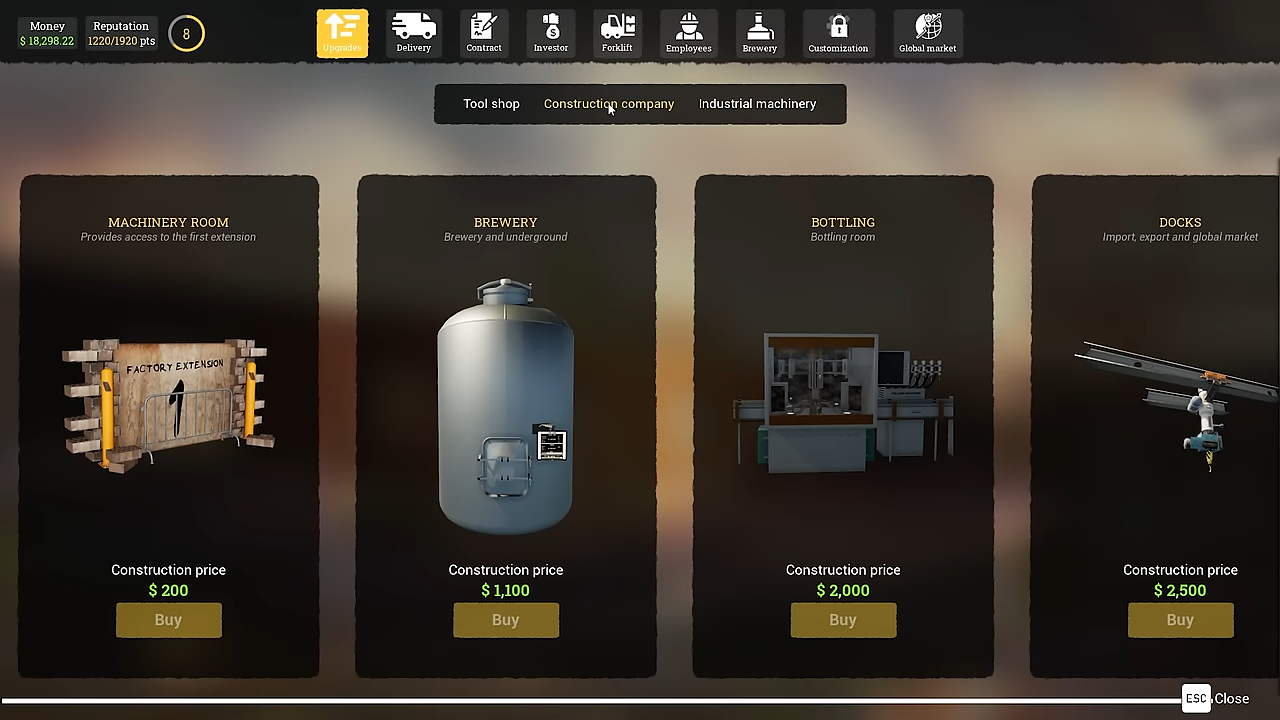 Money
$ 18,298.22
Reputation
1220/1920 pts
8
Upgrades
Delivery
Contract
Investor
Forklift
Employees
Brewery
Customization
Global market
Tool shop
Construction company
Industrial machinery
MACHINERY ROOM
Provides access to the first extension
FACTORY EXTENSION
1
Construction price
$ 200
Buy
BREWERY
Brewery and underground
Construction price
$ 1,100
Buy
BOTTLING
Bottling room
Construction price
$ 2,000
Buy
DOCKS
Import, export and global market
Construction price
$ 2,500
Buy
ESC Close